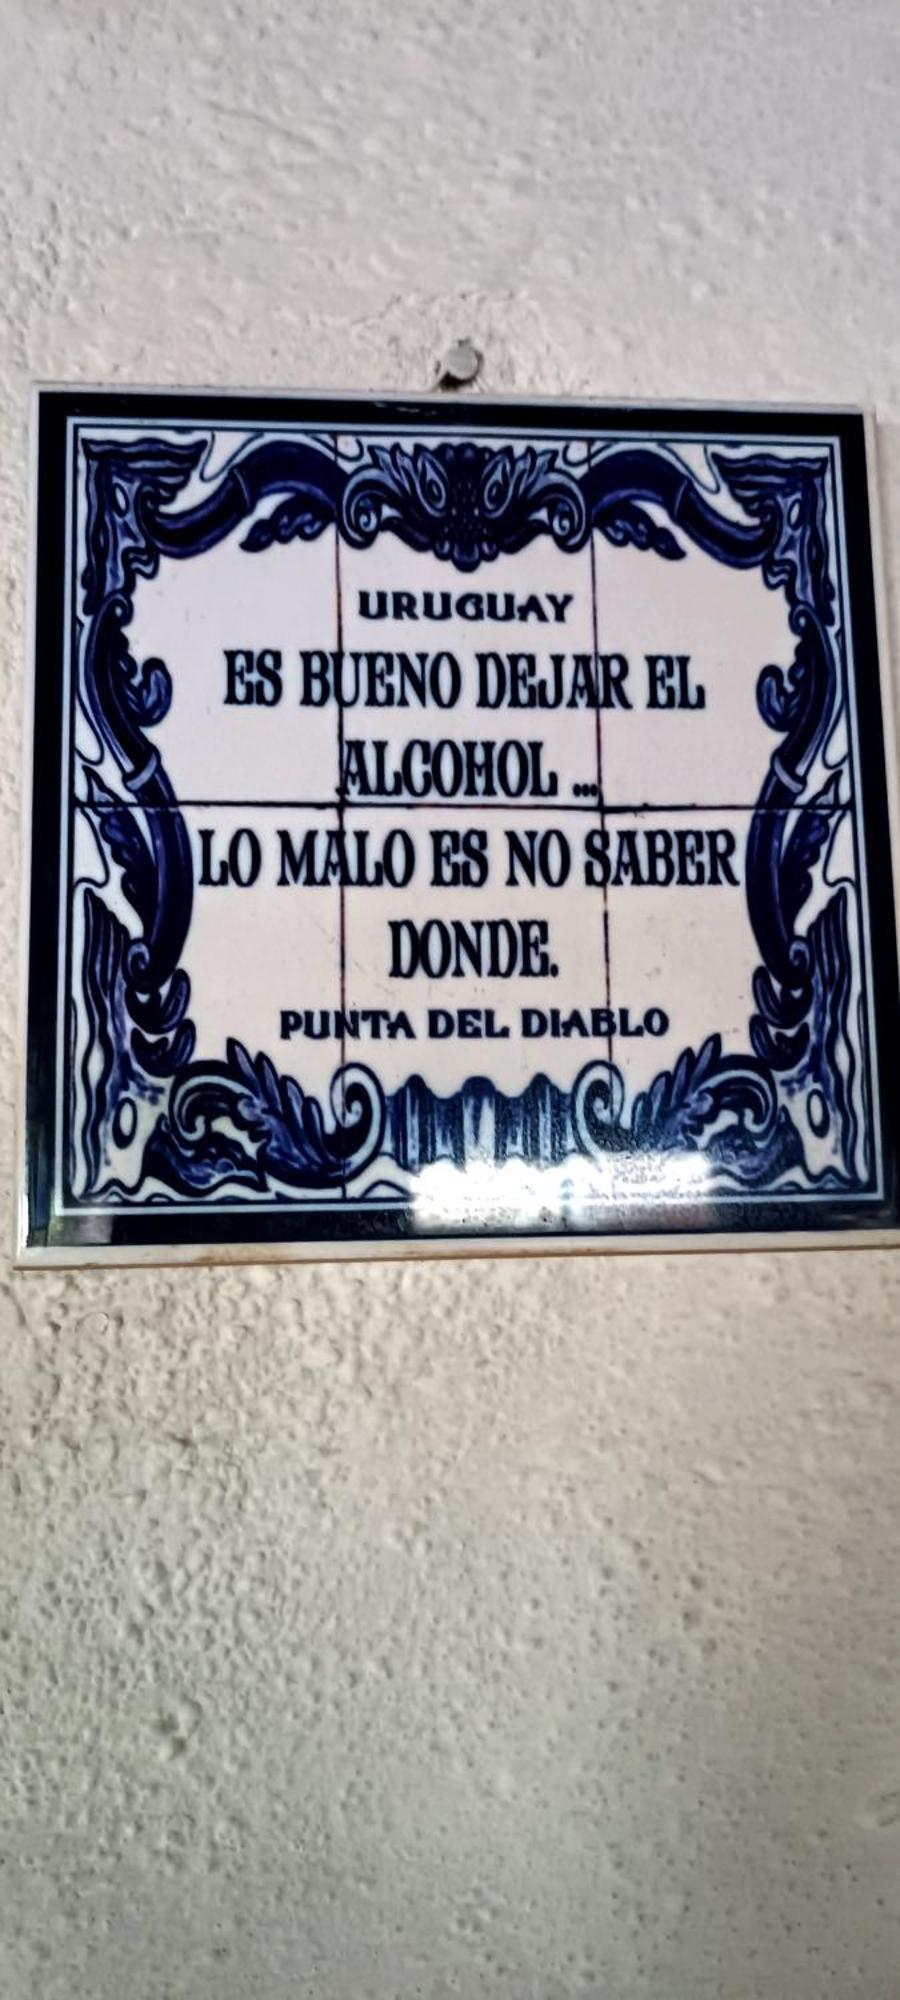 URUGUAY
ES BUENO DEJAR EL
ALCOHOL ...
LO MALO ES NO SABER
DONDE.
PUNTA DEL DIABLO